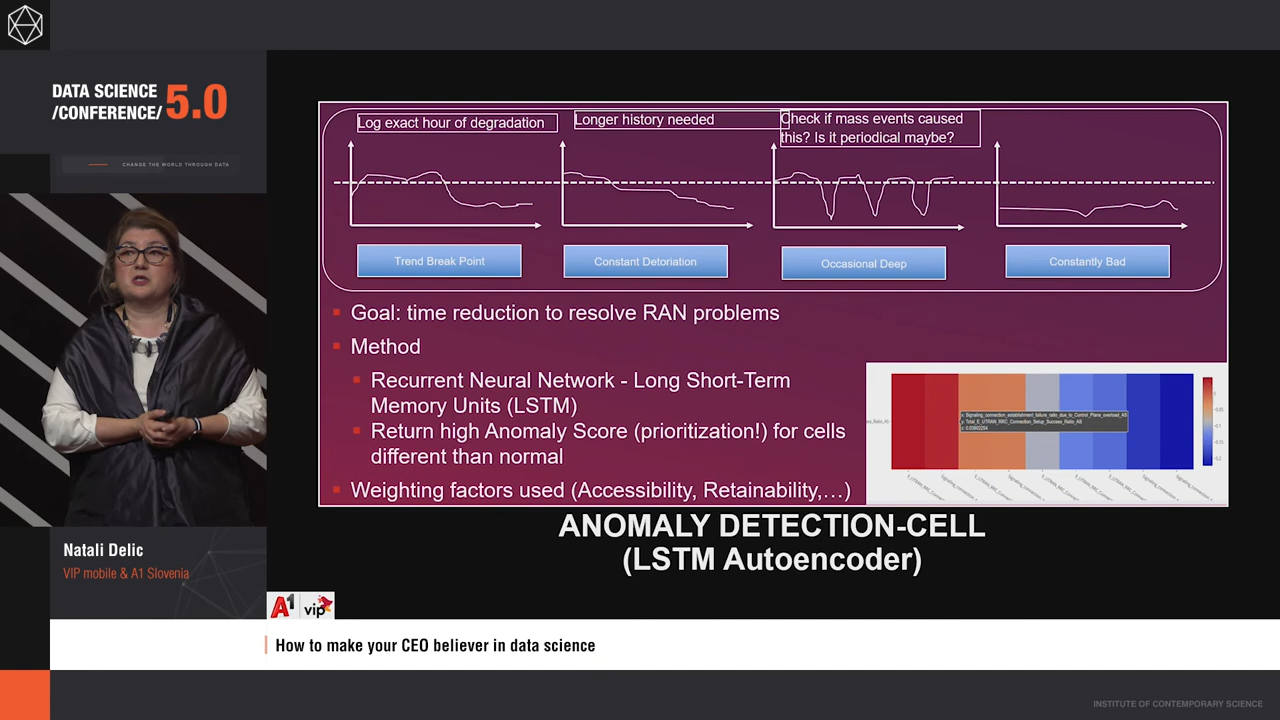 DATA SCIENCE
/CONFERENCE/ 5.0
CHANGE THE WORLD THROUGH DATA
Log exact hour of degradation
Longer history needed
Check if mass events caused
this? Is it periodical maybe?
Trend Break Point
Constant Detoriation
Occasional Deep
Constantly Bad
Goal: time reduction to resolve RAN problems
Method
Recurrent Neural Network - Long Short-Term
Memory Units (LSTM)
Return high Anomaly Score (prioritization!) for cells
different than normal
Weighting factors used (Accessibility, Retainability,…)
x: Signaling_connection_establishment_failure_ratio_due_to_Control_Plane_overload_AS
y: Total_E_UTRAN_RRC_Connection_Setup_Success_Ratio_AS
ANOMALY DETECTION-CELL
(LSTM Autoencoder)
Natali Delic
VIP mobile & A1 Slovenia
A1 vip
How to make your CEO believer in data science
INSTITUTE OF CONTEMPORARY SCIENCE